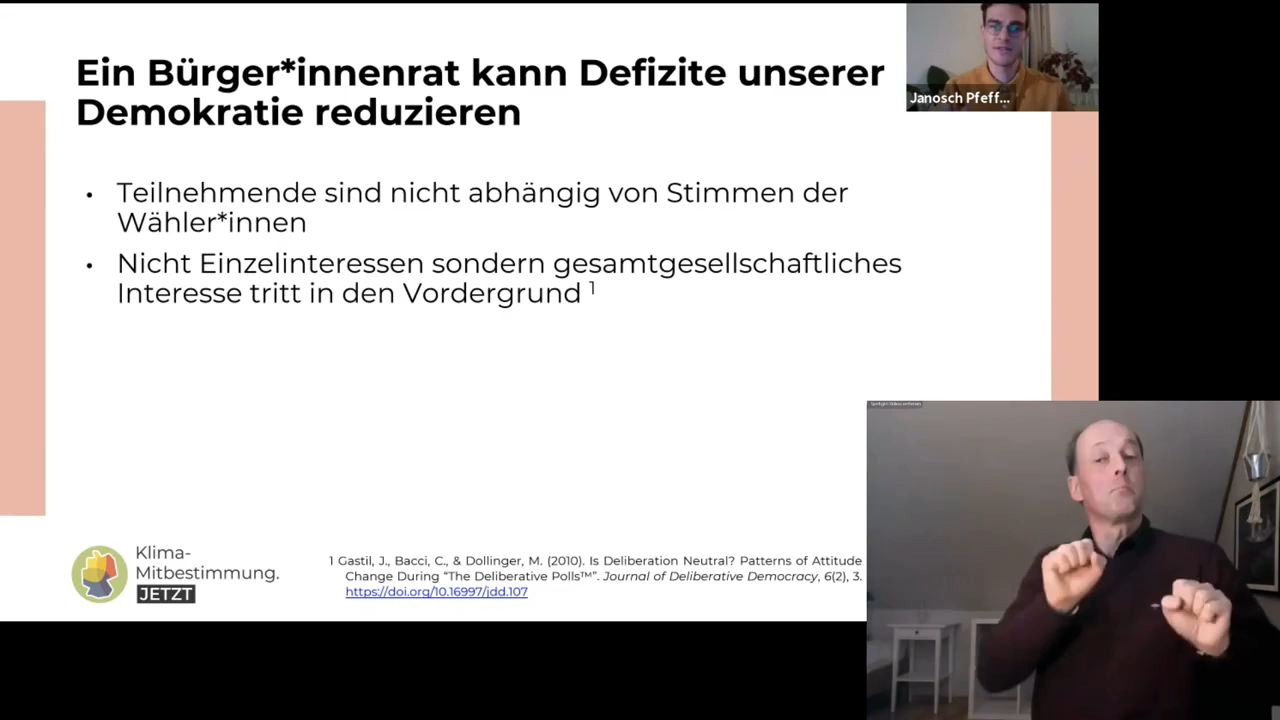 Ein Bürger*innenrat kann Defizite unserer
Demokratie reduzieren
Janosch Pfeff...
• Teilnehmende sind nicht abhängig von Stimmen der
Wähler*innen
• Nicht Einzelinteressen sondern gesamtgesellschaftliches
Interesse tritt in den Vordergrund ¹
Klima-
Mitbestimmung.
JETZT
1 Gastil, J., Bacci, C., & Dollinger, M. (2010). Is Deliberation Neutral? Patterns of Attitude
Change During “The Deliberative Polls™”. Journal of Deliberative Democracy, 6(2), 3.
https://doi.org/10.16997/jdd.107